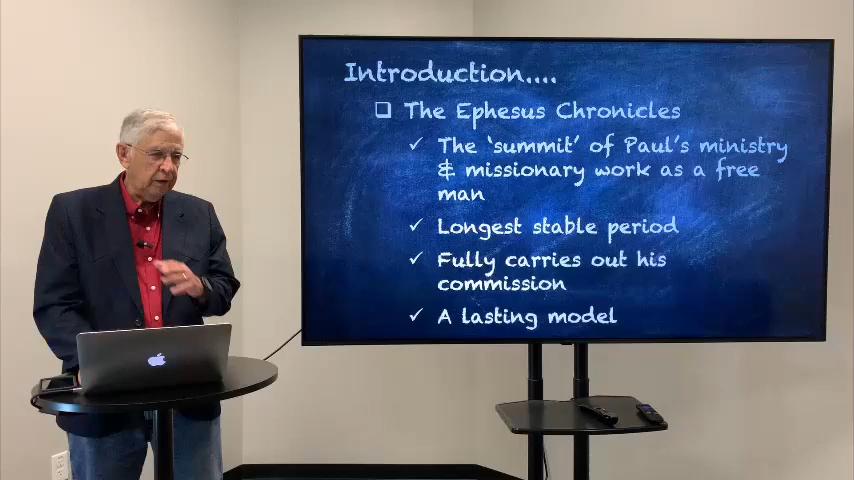 Introduction....
The Ephesus Chronicles
The 'summit' of Paul's ministry
& missionary work as a free
man
Longest stable period
Fully carries out his
commission
A lasting model